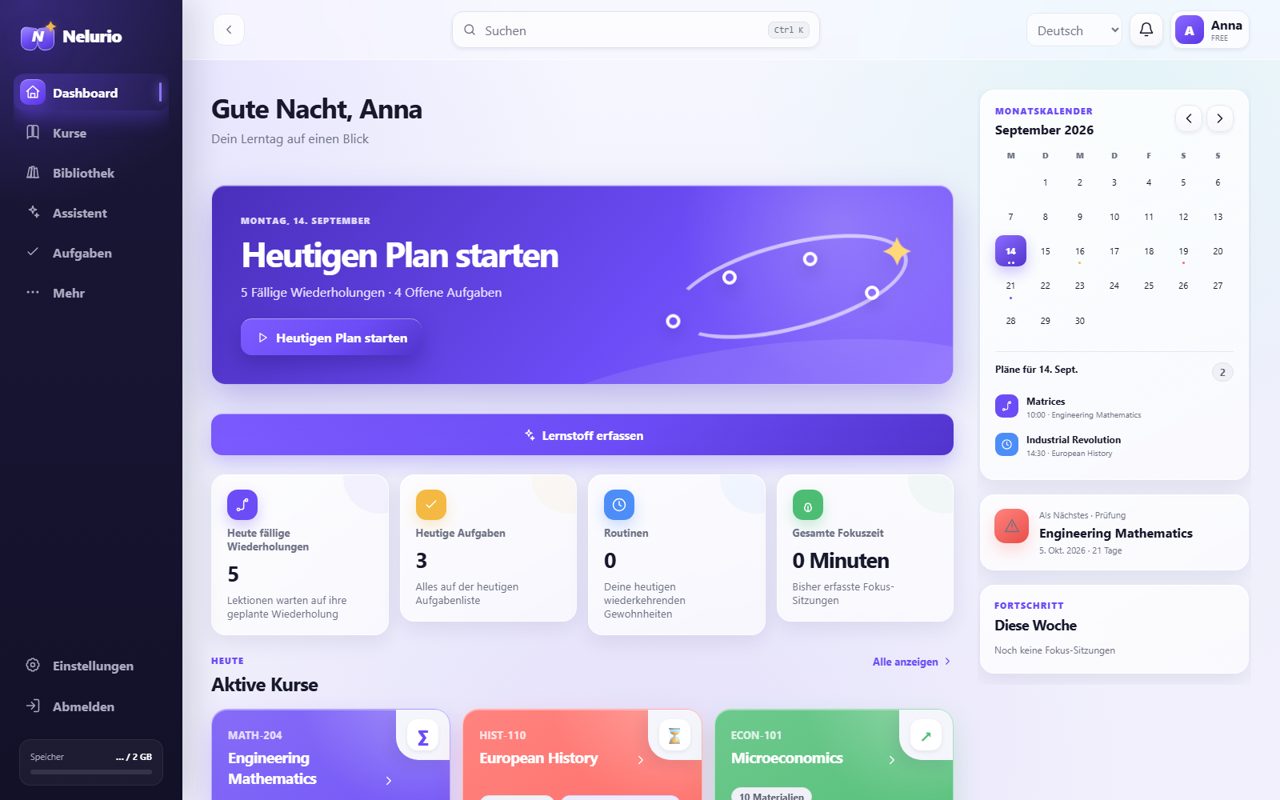 Nelurio
Dashboard
Kurse
Bibliothek
Assistent
Aufgaben
Mehr
Einstellungen
Abmelden
Speicher ... / 2 GB
Suchen Ctrl K
Deutsch
A
Anna
FREE
Gute Nacht, Anna
Dein Lerntag auf einen Blick
MONTAG, 14. SEPTEMBER
Heutigen Plan starten
5 Fällige Wiederholungen · 4 Offene Aufgaben
Heutigen Plan starten
Lernstoff erfassen
Heute fällige
Wiederholungen
5
Lektionen warten auf ihre
geplante Wiederholung
Heutige Aufgaben
3
Alles auf der heutigen
Aufgabenliste
Routinen
0
Deine heutigen
wiederkehrenden
Gewohnheiten
Gesamte Fokuszeit
0 Minuten
Bisher erfasste Fokus-
Sitzungen
HEUTE
Aktive Kurse
Alle anzeigen
MATH-204
Engineering
Mathematics
Σ
HIST-110
European History
ECON-101
Microeconomics
10 Materialien
MONATSKALENDER
September 2026
M D M D F S S
1 2 3 4 5 6
7 8 9 10 11 12 13
14 15 16 17 18 19 20
21 22 23 24 25 26 27
28 29 30
Pläne für 14. Sept. 2
Matrices
10:00 · Engineering Mathematics
Industrial Revolution
14:30 · European History
Als Nächstes · Prüfung
Engineering Mathematics
5. Okt. 2026 · 21 Tage
FORTSCHRITT
Diese Woche
Noch keine Fokus-Sitzungen